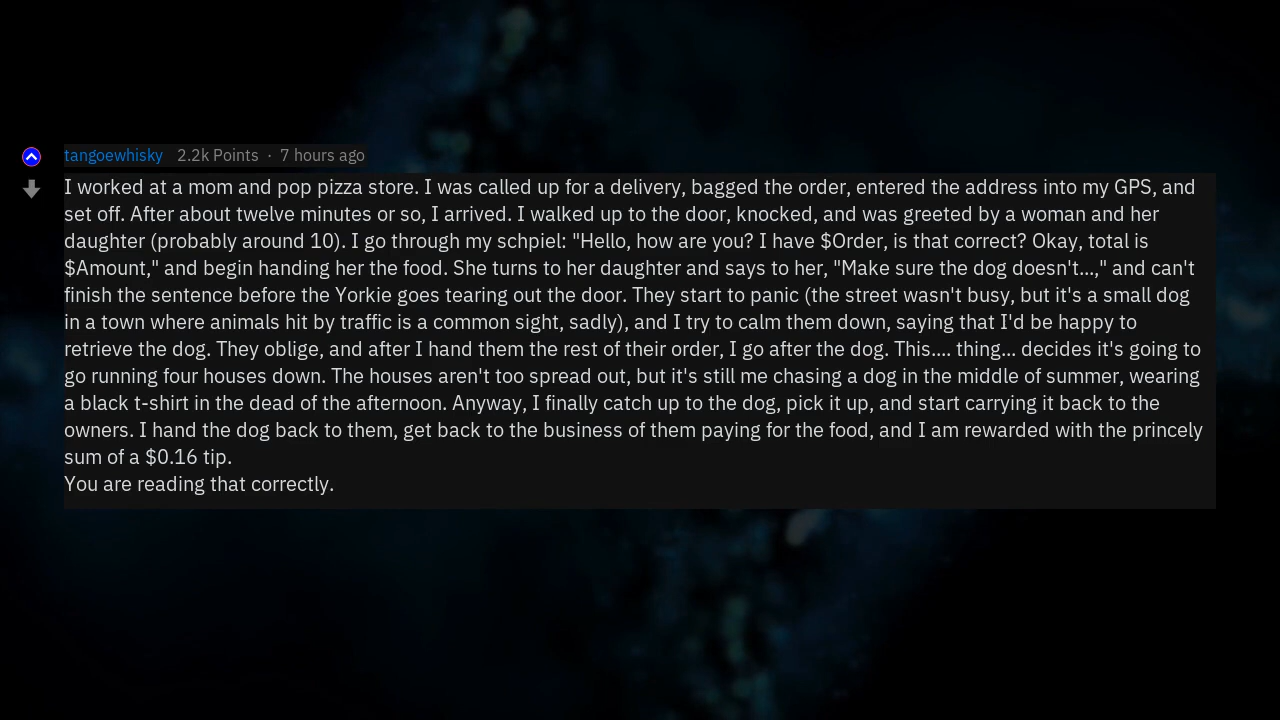 tangoewhisky 2.2k Points · 7 hours ago
I worked at a mom and pop pizza store. I was called up for a delivery, bagged the order, entered the address into my GPS, and
set off. After about twelve minutes or so, I arrived. I walked up to the door, knocked, and was greeted by a woman and her
daughter (probably around 10). I go through my schpiel: "Hello, how are you? I have $Order, is that correct? Okay, total is
$Amount," and begin handing her the food. She turns to her daughter and says to her, "Make sure the dog doesn't...," and can't
finish the sentence before the Yorkie goes tearing out the door. They start to panic (the street wasn't busy, but it's a small dog
in a town where animals hit by traffic is a common sight, sadly), and I try to calm them down, saying that I'd be happy to
retrieve the dog. They oblige, and after I hand them the rest of their order, I go after the dog. This.... thing... decides it's going to
go running four houses down. The houses aren't too spread out, but it's still me chasing a dog in the middle of summer, wearing
a black t-shirt in the dead of the afternoon. Anyway, I finally catch up to the dog, pick it up, and start carrying it back to the
owners. I hand the dog back to them, get back to the business of them paying for the food, and I am rewarded with the princely
sum of a $0.16 tip.
You are reading that correctly.